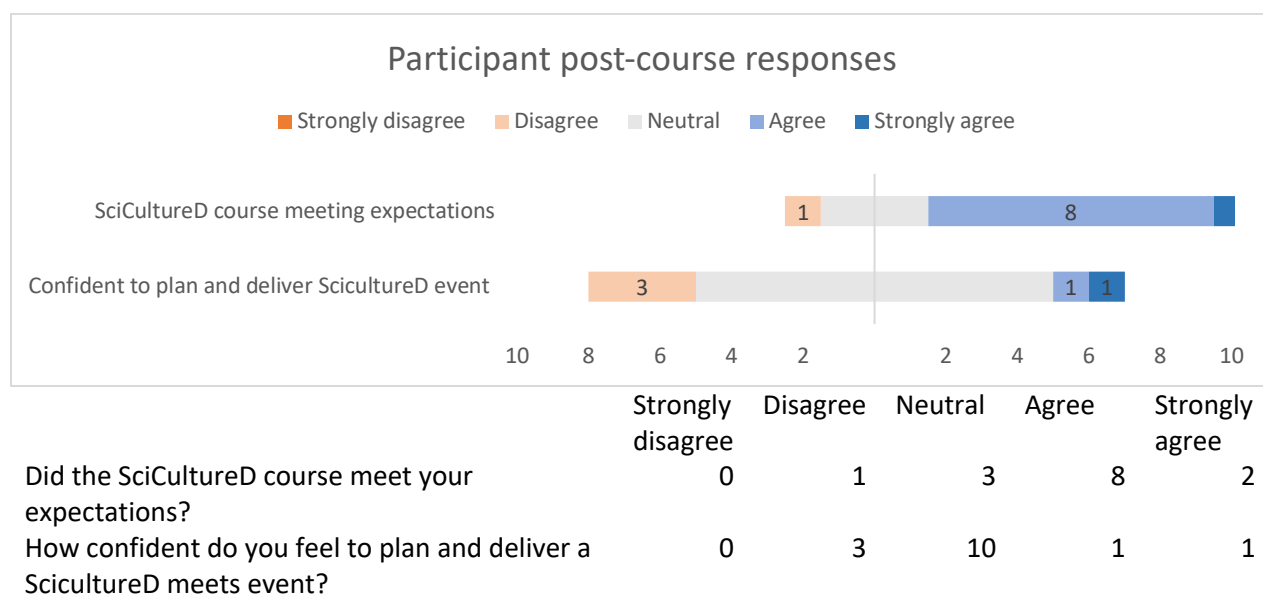 Participant post-course responses
Strongly disagree Disagree Neutral Agree Strongly agree
SciCultureD course meeting expectations 1 8
Confident to plan and deliver ScicultureD event 3 1 1
10 8 6 4 2 2 4 6 8 10
Strongly Disagree Neutral Agree Strongly
disagree agree
Did the SciCultureD course meet your 0 1 3 8 2
expectations?
How confident do you feel to plan and deliver a 0 3 10 1 1
ScicultureD meets event?